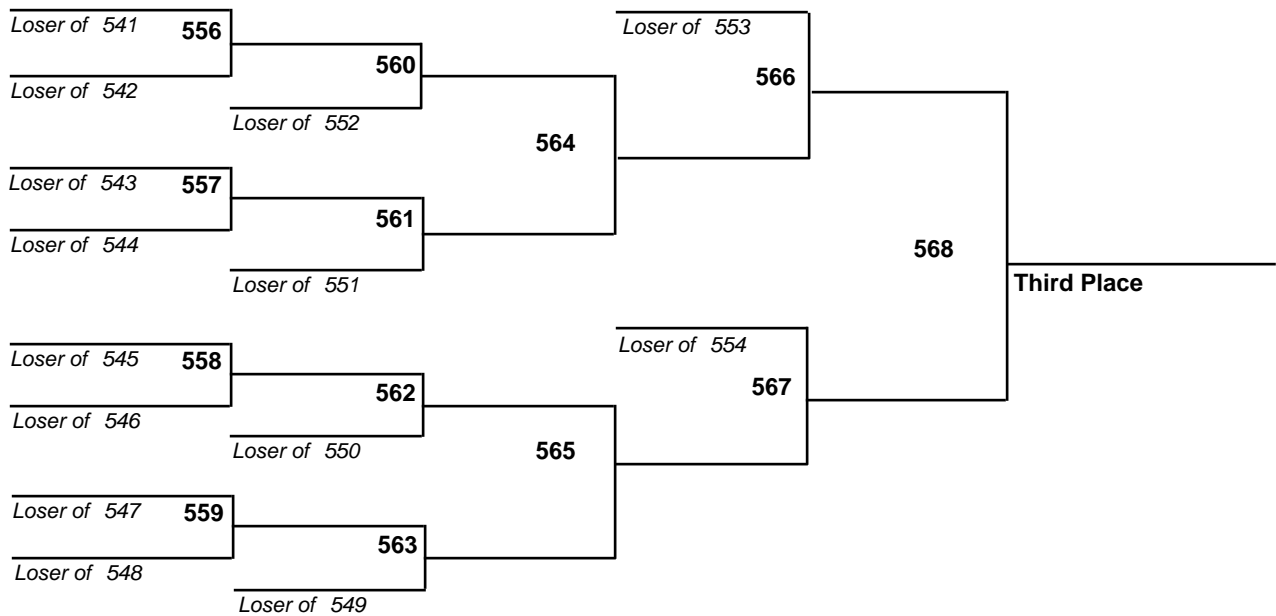 Loser of 541
556
Loser of 553
560
566
Loser of 542
Loser of 552
564
Loser of 543
557
561
Loser of 544
568
Loser of 551
Third Place
Loser of 545
558
Loser of 554
562
567
Loser of 546
Loser of 550
565
Loser of 547
559
563
Loser of 548
Loser of 549